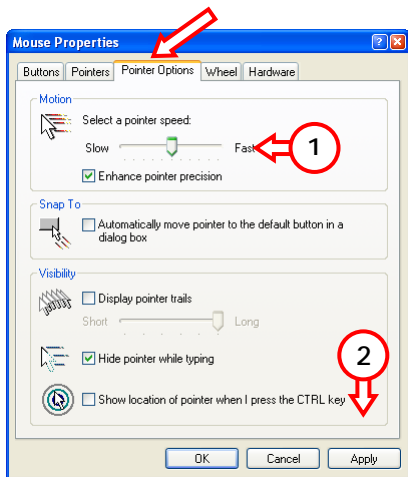 Mouse Properties
Buttons Pointers Pointer Options Wheel Hardware
Motion
Select a pointer speed:
Slow Fast 1
Enhance pointer precision
Snap To
Automatically move pointer to the default button in a
dialog box
Visibility
Display pointer trails
Short Long
Hide pointer while typing 2
Show location of pointer when I press the CTRL key
OK Cancel Apply